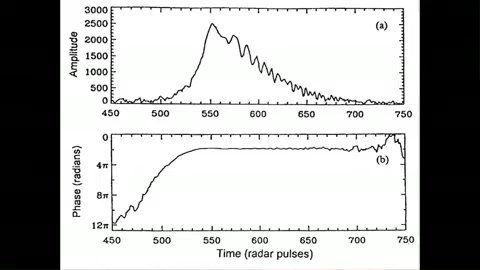 3000
(a)
2500
2000
1500
1000
500
0
Amplitude
450 500 550 600 650 700 750
0
4π
8π
12π
(b)
Phase (radians)
450 500 550 600 650 700 750
Time (radar pulses)